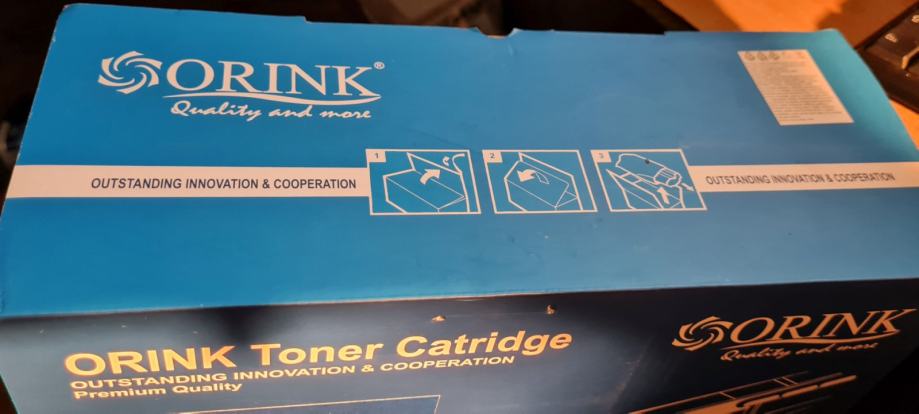 ORINK®
Quality and more
OUTSTANDING INNOVATION & COOPERATION
1
2
3
OUTSTANDING INNOVATION & COOPERATION
ORINK Toner Catridge
OUTSTANDING INNOVATION & COOPERATION
Premium Quality
ORINK
Quality and more